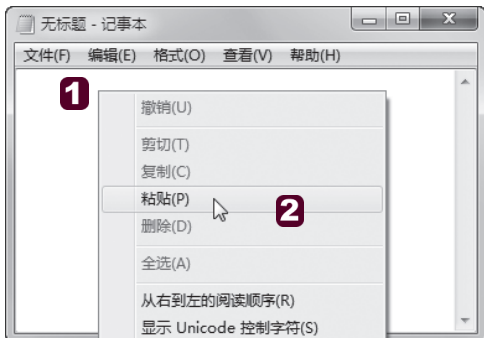 无标题 - 记事本
文件(F) 编辑(E) 格式(O) 查看(V) 帮助(H)
1
撤销(U)
剪切(T)
复制(C)
粘贴(P)
2
删除(D)
全选(A)
从右到左的阅读顺序(R)
显示 Unicode 控制字符(S)